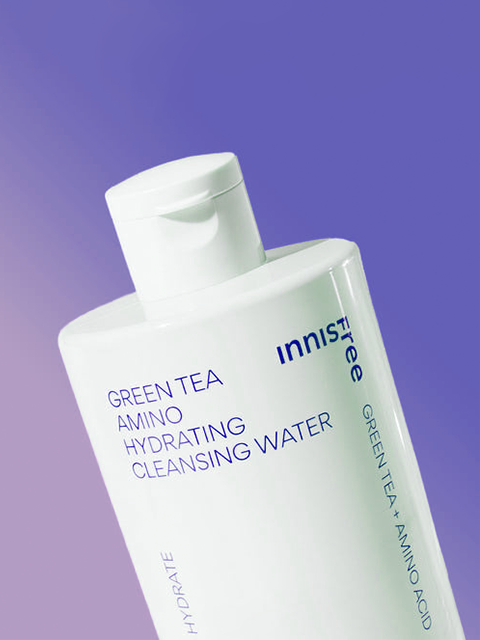 INNISFree
GREEN TEA
AMINO
HYDRATING
CLEANSING WATER
GREEN TEA + AMINO ACID
HYDRATE